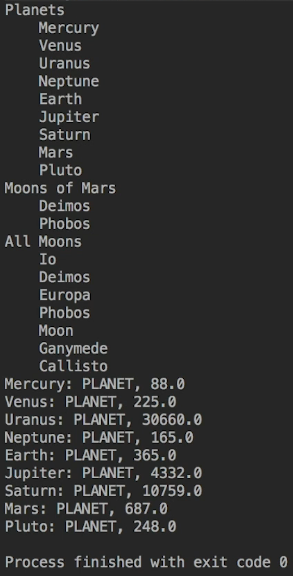 Planets
Mercury
Venus
Uranus
Neptune
Earth
Jupiter
Saturn
Mars
Pluto
Moons of Mars
Deimos
Phobos
All Moons
Io
Deimos
Europa
Phobos
Moon
Ganymede
Callisto
Mercury: PLANET, 88.0
Venus: PLANET, 225.0
Uranus: PLANET, 30660.0
Neptune: PLANET, 165.0
Earth: PLANET, 365.0
Jupiter: PLANET, 4332.0
Saturn: PLANET, 10759.0
Mars: PLANET, 687.0
Pluto: PLANET, 248.0
Process finished with exit code 0